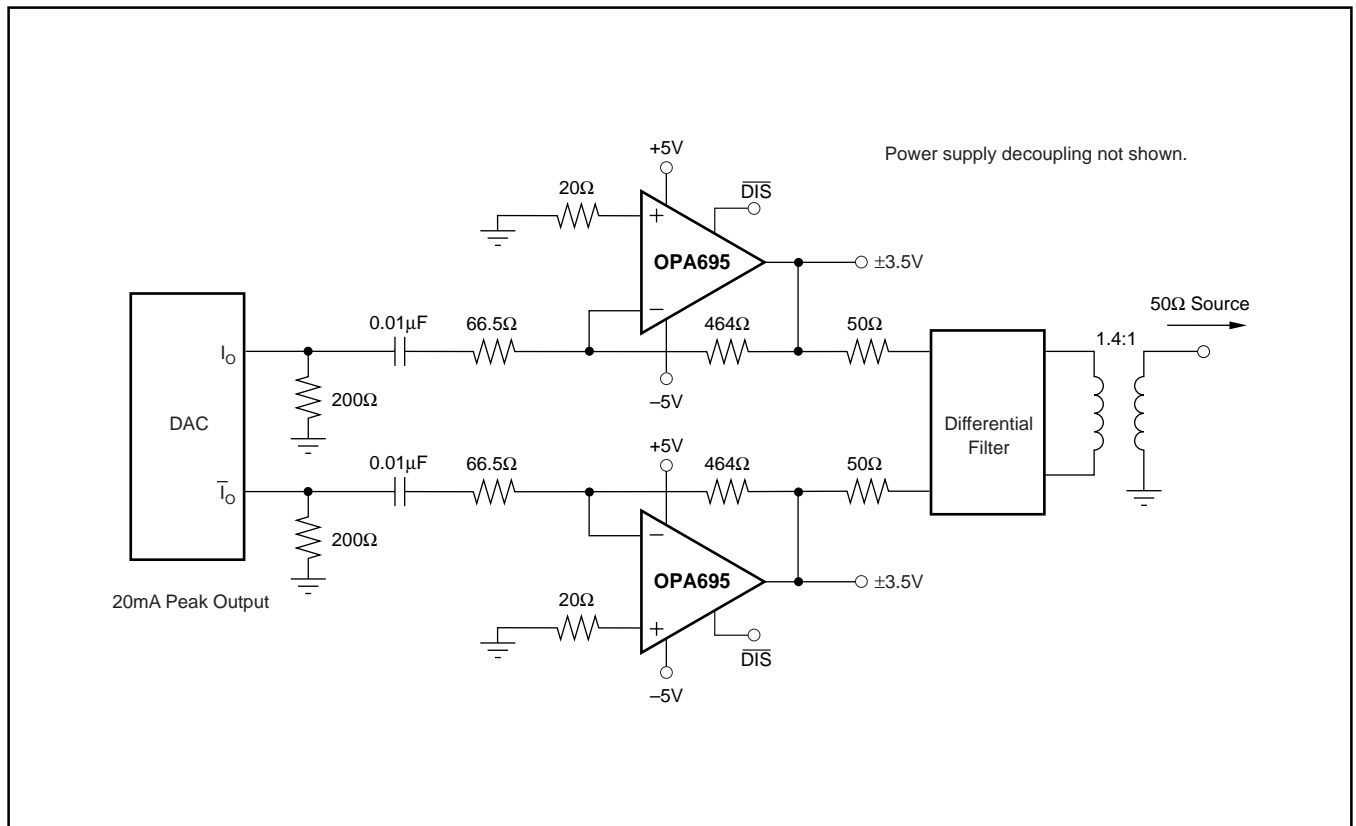 Power supply decoupling not shown.
+5V
20Ω
DIS
+
OPA695
±3.5V
–
50Ω Source
0.01µF
66.5Ω
464Ω
50Ω
1.4:1
I_O
–5V
200Ω
DAC
Differential
Filter
+5V
0.01µF
66.5Ω
464Ω
50Ω
I̅_O
–
200Ω
OPA695
±3.5V
20mA Peak Output
20Ω
+
DIS
–5V